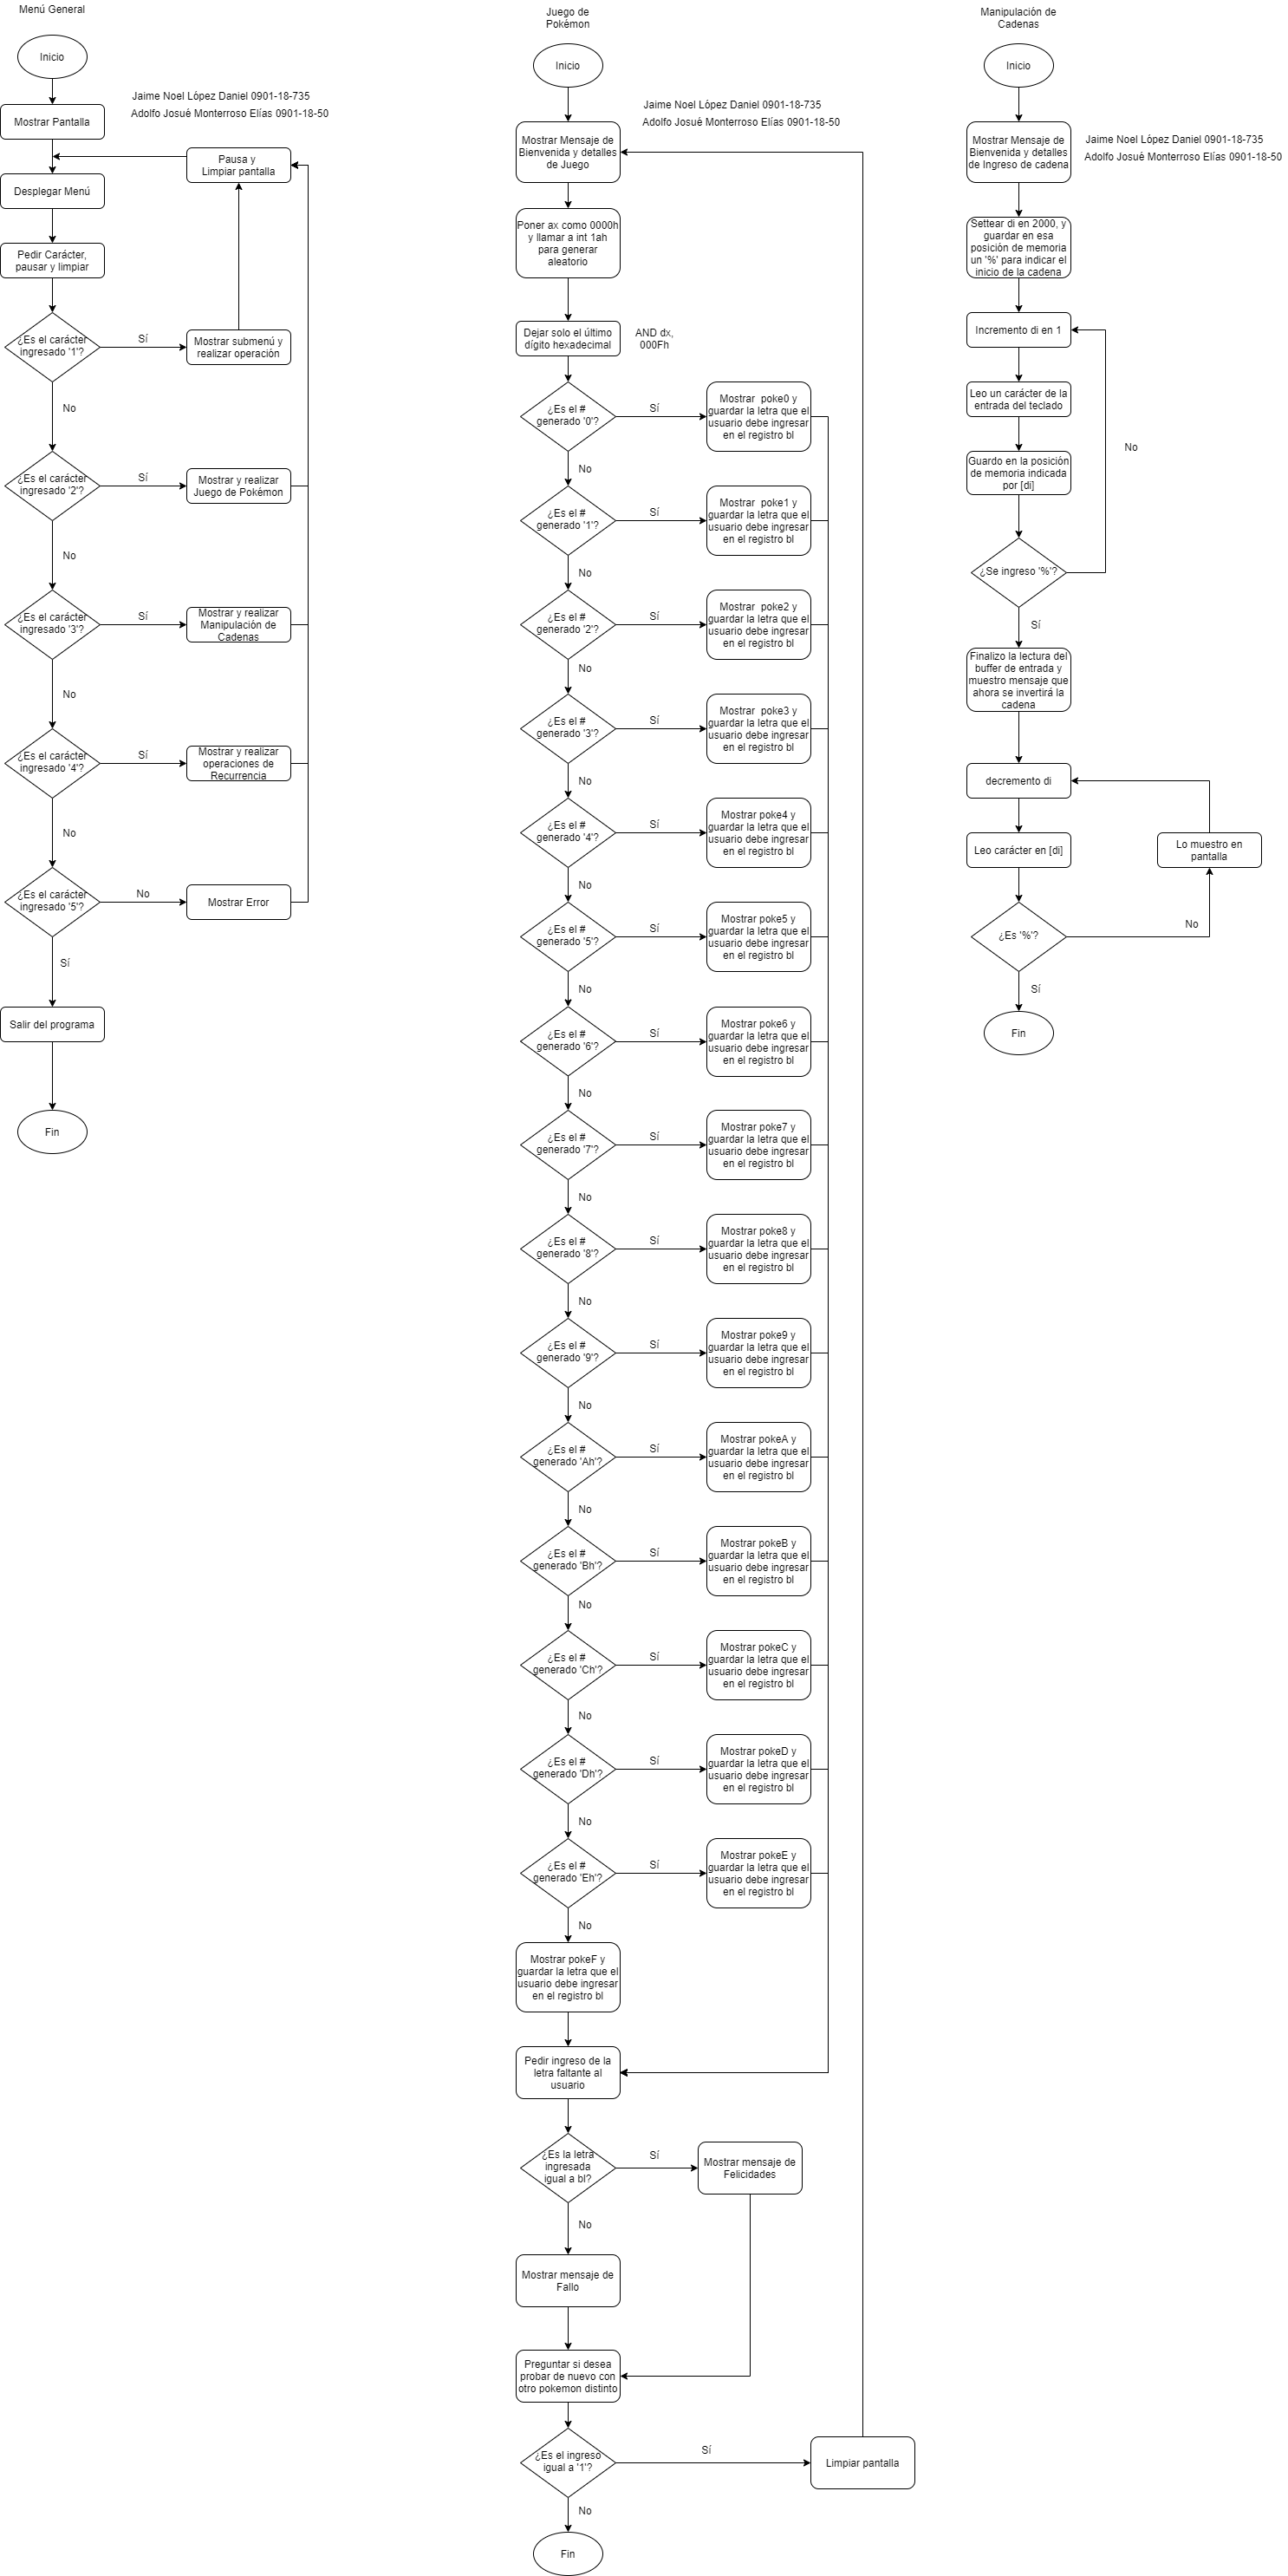 Menú General
Inicio
Mostrar Pantalla
Jaime Noel López Daniel 0901-18-735
Adolfo Josué Monterroso Elías 0901-18-50
Pausa y
Limpiar pantalla
Desplegar Menú
Pedir Carácter,
pausar y limpiar
¿Es el carácter
ingresado '1'?
Sí
Mostrar submenú y
realizar operación
No
¿Es el carácter
ingresado '2'?
Sí
Mostrar y realizar
Juego de Pokémon
No
¿Es el carácter
ingresado '3'?
Sí
Mostrar y realizar
Manipulación de
Cadenas
No
¿Es el carácter
ingresado '4'?
Sí
Mostrar y realizar
operaciones de
Recurrencia
No
¿Es el carácter
ingresado '5'?
No
Mostrar Error
Sí
Salir del programa
Fin
Juego de
Pokémon
Inicio
Jaime Noel López Daniel 0901-18-735
Adolfo Josué Monterroso Elías 0901-18-50
Mostrar Mensaje de
Bienvenida y detalles
de Juego
Poner ax como 0000h
y llamar a int 1ah
para generar
aleatorio
Dejar solo el último
dígito hexadecimal
AND dx,
000Fh
¿Es el #
generado '0'?
Sí
Mostrar poke0 y
guardar la letra que el
usuario debe ingresar
en el registro bl
No
¿Es el #
generado '1'?
Sí
Mostrar poke1 y
guardar la letra que el
usuario debe ingresar
en el registro bl
No
¿Es el #
generado '2'?
Sí
Mostrar poke2 y
guardar la letra que el
usuario debe ingresar
en el registro bl
No
¿Es el #
generado '3'?
Sí
Mostrar poke3 y
guardar la letra que el
usuario debe ingresar
en el registro bl
No
¿Es el #
generado '4'?
Sí
Mostrar poke4 y
guardar la letra que el
usuario debe ingresar
en el registro bl
No
¿Es el #
generado '5'?
Sí
Mostrar poke5 y
guardar la letra que el
usuario debe ingresar
en el registro bl
No
¿Es el #
generado '6'?
Sí
Mostrar poke6 y
guardar la letra que el
usuario debe ingresar
en el registro bl
No
¿Es el #
generado '7'?
Sí
Mostrar poke7 y
guardar la letra que el
usuario debe ingresar
en el registro bl
No
¿Es el #
generado '8'?
Sí
Mostrar poke8 y
guardar la letra que el
usuario debe ingresar
en el registro bl
No
¿Es el #
generado '9'?
Sí
Mostrar poke9 y
guardar la letra que el
usuario debe ingresar
en el registro bl
No
¿Es el #
generado 'Ah'?
Sí
Mostrar pokeA y
guardar la letra que el
usuario debe ingresar
en el registro bl
No
¿Es el #
generado 'Bh'?
Sí
Mostrar pokeB y
guardar la letra que el
usuario debe ingresar
en el registro bl
No
¿Es el #
generado 'Ch'?
Sí
Mostrar pokeC y
guardar la letra que el
usuario debe ingresar
en el registro bl
No
¿Es el #
generado 'Dh'?
Sí
Mostrar pokeD y
guardar la letra que el
usuario debe ingresar
en el registro bl
No
¿Es el #
generado 'Eh'?
Sí
Mostrar pokeE y
guardar la letra que el
usuario debe ingresar
en el registro bl
No
Mostrar pokeF y
guardar la letra que el
usuario debe ingresar
en el registro bl
Pedir ingreso de la
letra faltante al
usuario
¿Es la letra
ingresada
igual a bl?
Sí
Mostrar mensaje de
Felicidades
No
Mostrar mensaje de
Fallo
Preguntar si desea
probar de nuevo con
otro pokemon distinto
¿Es el ingreso
igual a '1'?
Sí
Limpiar pantalla
No
Fin
Manipulación de
Cadenas
Inicio
Mostrar Mensaje de
Bienvenida y detalles
de Ingreso de cadena
Jaime Noel López Daniel 0901-18-735
Adolfo Josué Monterroso Elías 0901-18-50
Settear di en 2000, y
guardar en esa
posición de memoria
un '%' para indicar el
inicio de la cadena
Incremento di en 1
Leo un carácter de la
entrada del teclado
No
Guardo en la posición
de memoria indicada
por [di]
¿Se ingreso '%'?
Sí
Finalizo la lectura del
buffer de entrada y
muestro mensaje que
ahora se invertirá la
cadena
decremento di
Leo carácter en [di]
Lo muestro en
pantalla
¿Es '%'?
No
Sí
Fin